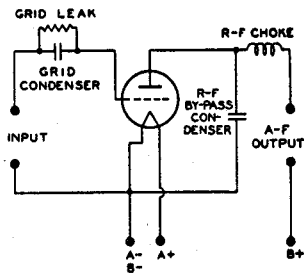 GRID LEAK
GRID
CONDENSER
R-F CHOKE
R-F
BY-PASS
CON-
DENSER
INPUT
A-F
OUTPUT
A-
B-
A+
B+